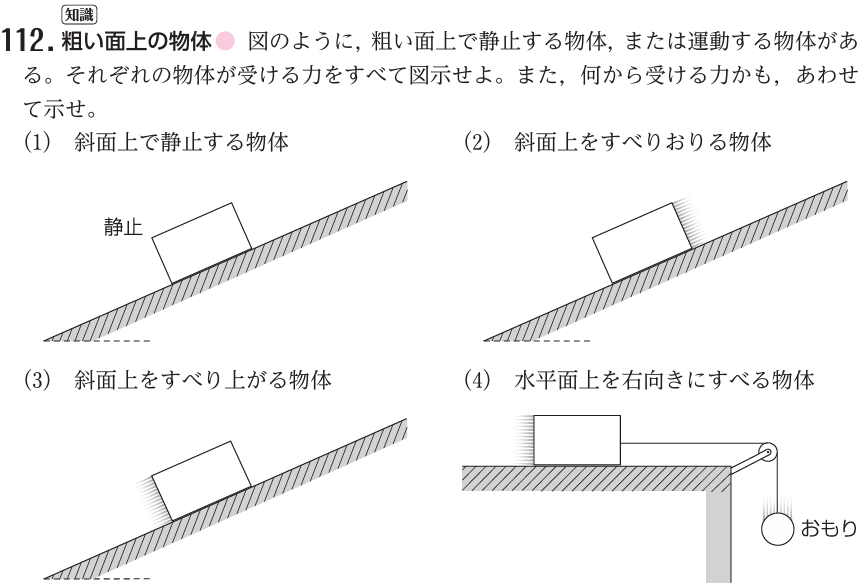 知識
112. 粗い面上の物体 図のように，粗い面上で静止する物体，または運動する物体があ
る。それぞれの物体が受ける力をすべて図示せよ。また，何から受ける力かも，あわせ
て示せ。
(1) 斜面上で静止する物体
(2) 斜面上をすべりおりる物体
静止
(3) 斜面上をすべり上がる物体
(4) 水平面上を右向きにすべる物体
おもり